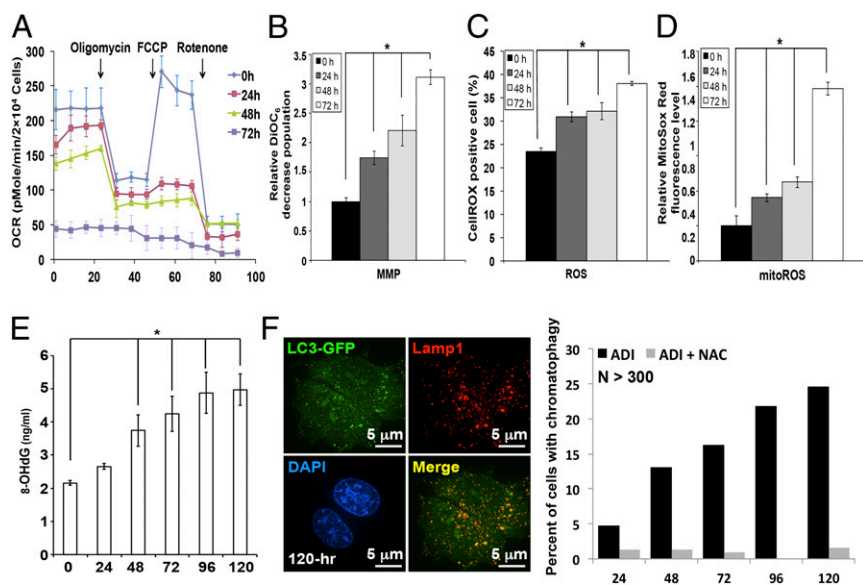 A
Oligomycin FCCP Rotenone
0h
24h
48h
72h
OCR (pMole/min/2×10⁴ Cells)
300
250
200
150
100
50
0
0 20 40 60 80 100
B
0 h
24 h
48 h
72 h
*
Relative DiOC₆
decrease population
3.5
3.0
2.5
2.0
1.5
1.0
0.5
0
MMP
C
0 h
24 h
48 h
72 h
*
CellROX positive cell (%)
45
40
35
30
25
20
15
10
5
0
ROS
D
0 h
24 h
48 h
72 h
*
Relative MitoSox Red
fluorescence level
1.8
1.5
1.2
0.9
0.6
0.3
0
mitoROS
E
*
8-OHdG (ng/ml)
6
5
4
3
2
1
0
0 24 48 72 96 120
F
LC3-GFP
5 μm
Lamp1
5 μm
DAPI
120-hr
5 μm
Merge
5 μm
ADI ADI + NAC
N > 300
Percent of cells with chromatophagy
30
25
20
15
10
5
0
24 48 72 96 120